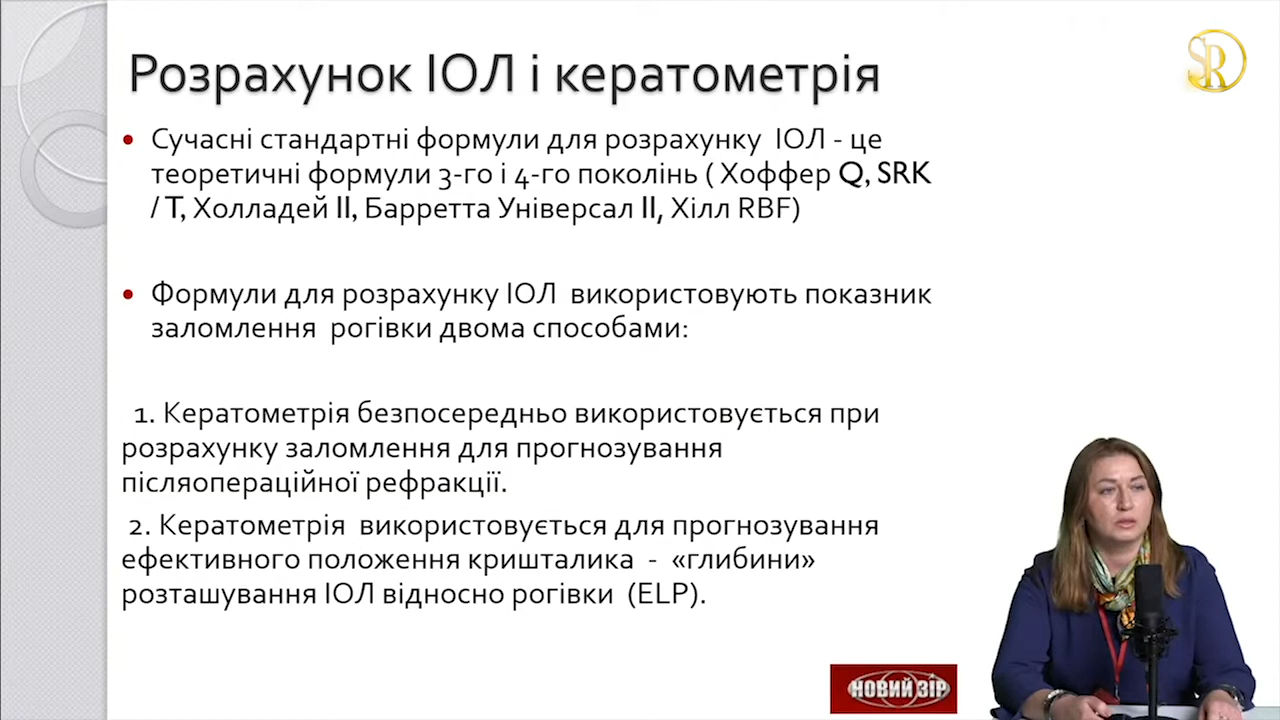 Розрахунок ІОЛ і кератометрія
SR
• Сучасні стандартні формули для розрахунку ІОЛ - це
теоретичні формули 3-го і 4-го поколінь ( Хоффер Q, SRK
/ T, Холладей II, Барретта Універсал II, Хілл RBF)
• Формули для розрахунку ІОЛ використовують показник
заломлення рогівки двома способами:
1. Кератометрія безпосередньо використовується при
розрахунку заломлення для прогнозування
післяопераційної рефракції.
2. Кератометрія використовується для прогнозування
ефективного положення кришталика - «глибини»
розташування ІОЛ відносно рогівки (ELP).
НОВИЙ ЗІР